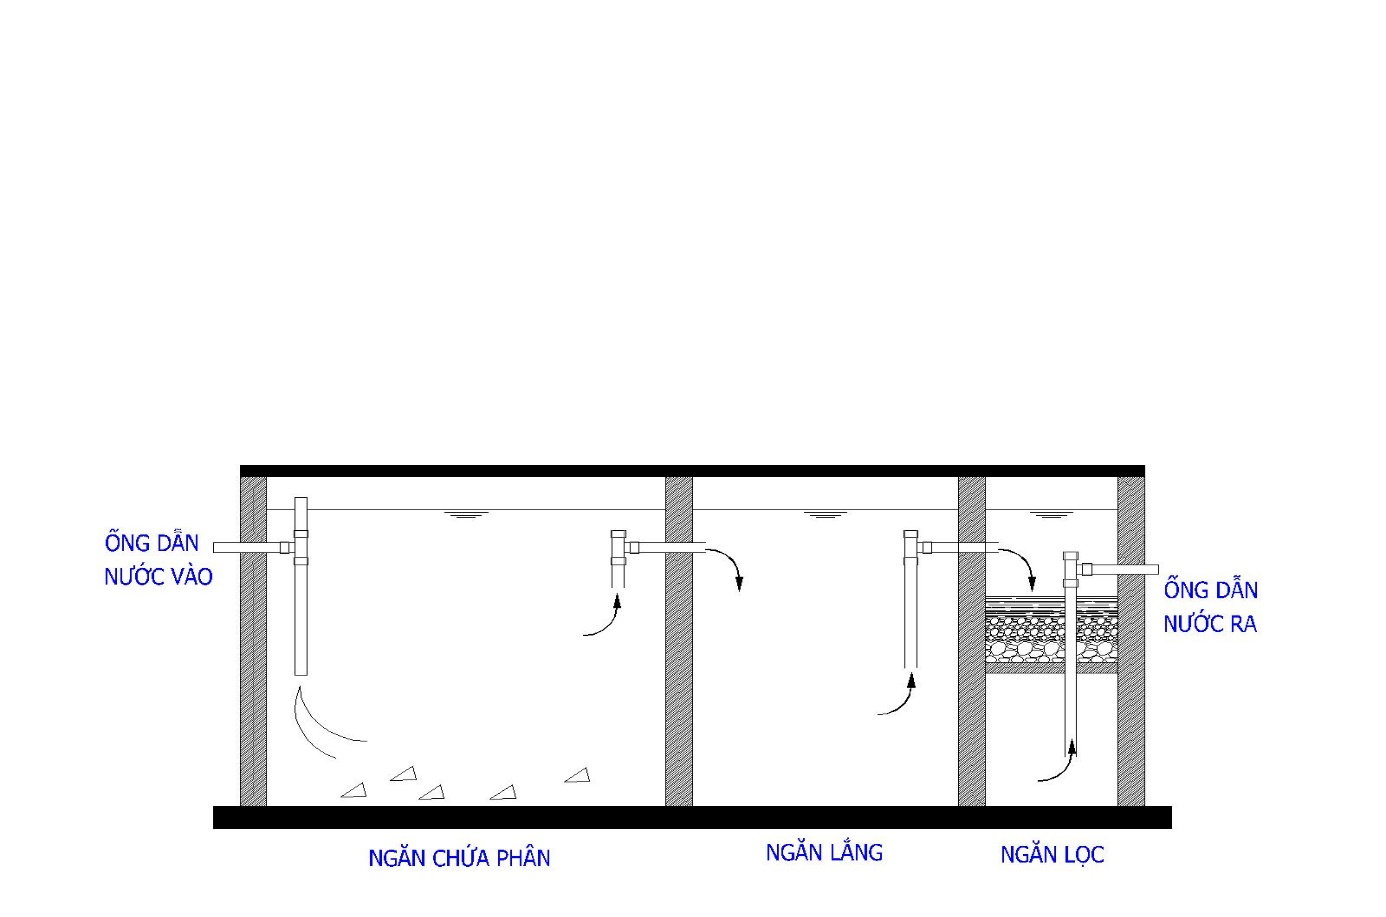 ỐNG DẪN
NƯỚC VÀO
ỐNG DẪN
NƯỚC RA
NGĂN CHỨA PHÂN
NGĂN LẮNG
NGĂN LỌC